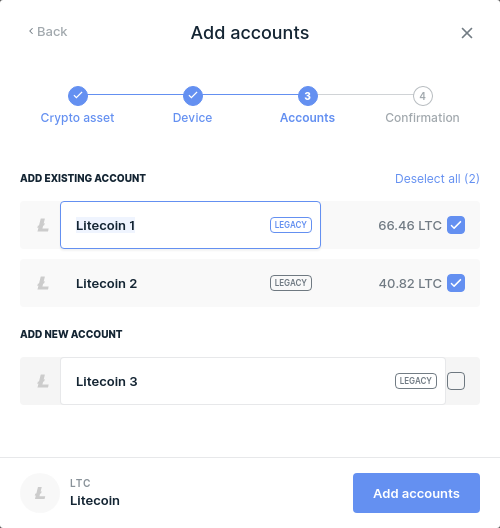 Back
Add accounts
3
4
Crypto asset
Device
Accounts
Confirmation
ADD EXISTING ACCOUNT
Deselect all (2)
Litecoin 1
LEGACY
66.46 LTC
Litecoin 2
LEGACY
40.82 LTC
ADD NEW ACCOUNT
Litecoin 3
LEGACY
LTC
Litecoin
Add accounts